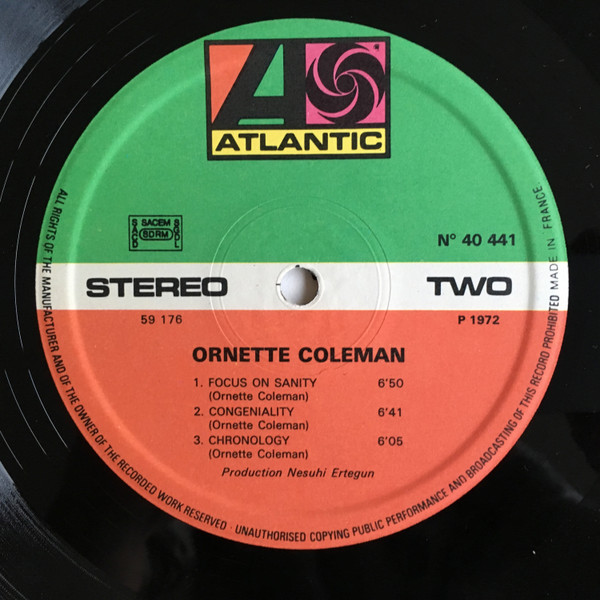 ATLANTIC
SACEM
SACD SDRM SGDL
N° 40 441
STEREO TWO
59 176 P 1972
ORNETTE COLEMAN
1. FOCUS ON SANITY 6'50
(Ornette Coleman)
2. CONGENIALITY 6'41
(Ornette Coleman)
3. CHRONOLOGY 6'05
(Ornette Coleman)
Production Nesuhi Ertegun
ALL RIGHTS OF THE MANUFACTURER AND OF THE OWNER OF THE RECORDED WORK RESERVED · UNAUTHORISED COPYING PUBLIC PERFORMANCE AND BROADCASTING OF THIS RECORD PROHIBITED MADE IN FRANCE.